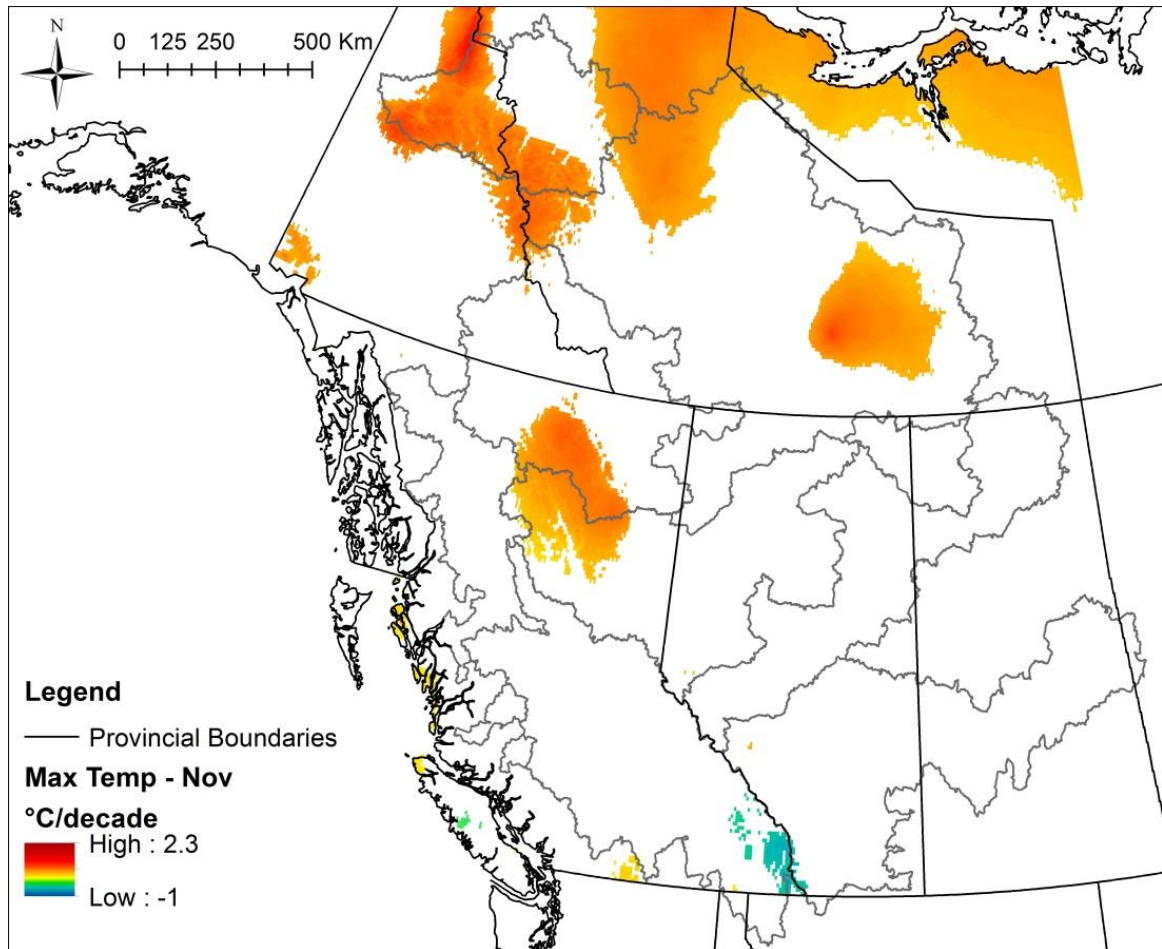 N
0 125 250 500 Km
Legend
Provincial Boundaries
Max Temp - Nov
°C/decade
High : 2.3
Low : -1